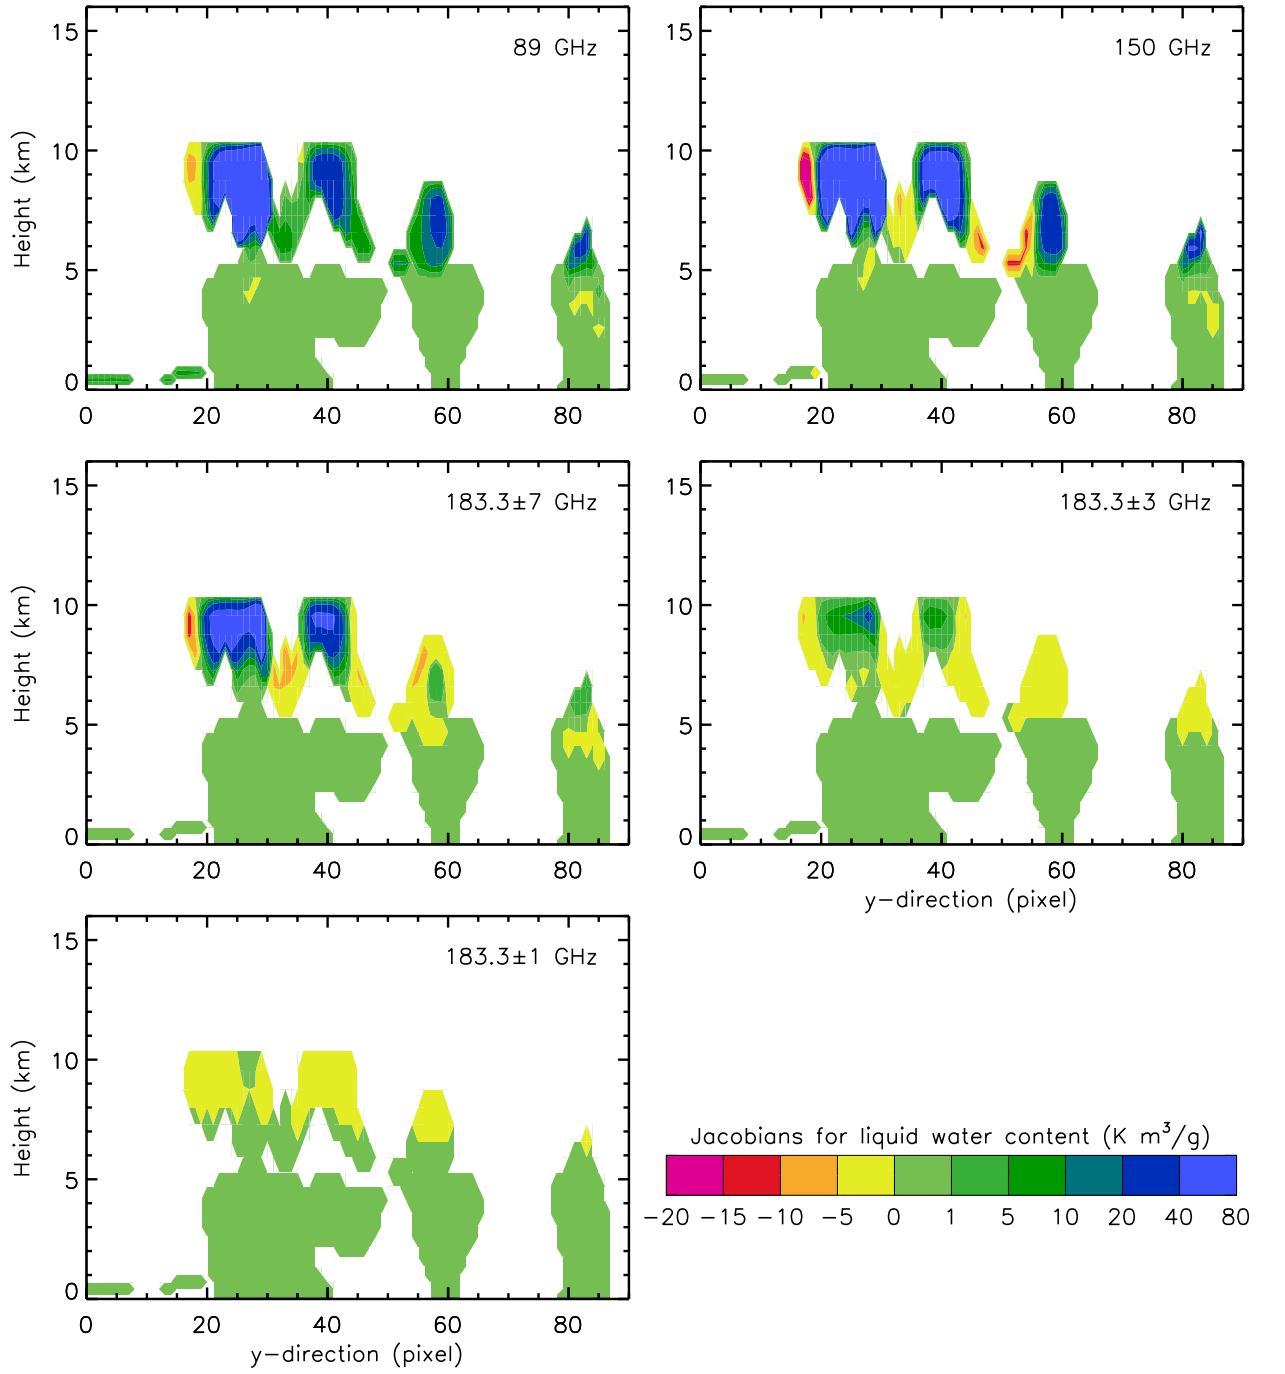 15
10
5
0
Height (km)
89 GHz
0 20 40 60 80
15
10
5
0
150 GHz
0 20 40 60 80
15
10
5
0
Height (km)
183.3±7 GHz
0 20 40 60 80
15
10
5
0
183.3±3 GHz
0 20 40 60 80
y-direction (pixel)
15
10
5
0
Height (km)
183.3±1 GHz
0 20 40 60 80
y-direction (pixel)
Jacobians for liquid water content (K m³/g)
-20 -15 -10 -5 0 1 5 10 20 40 80